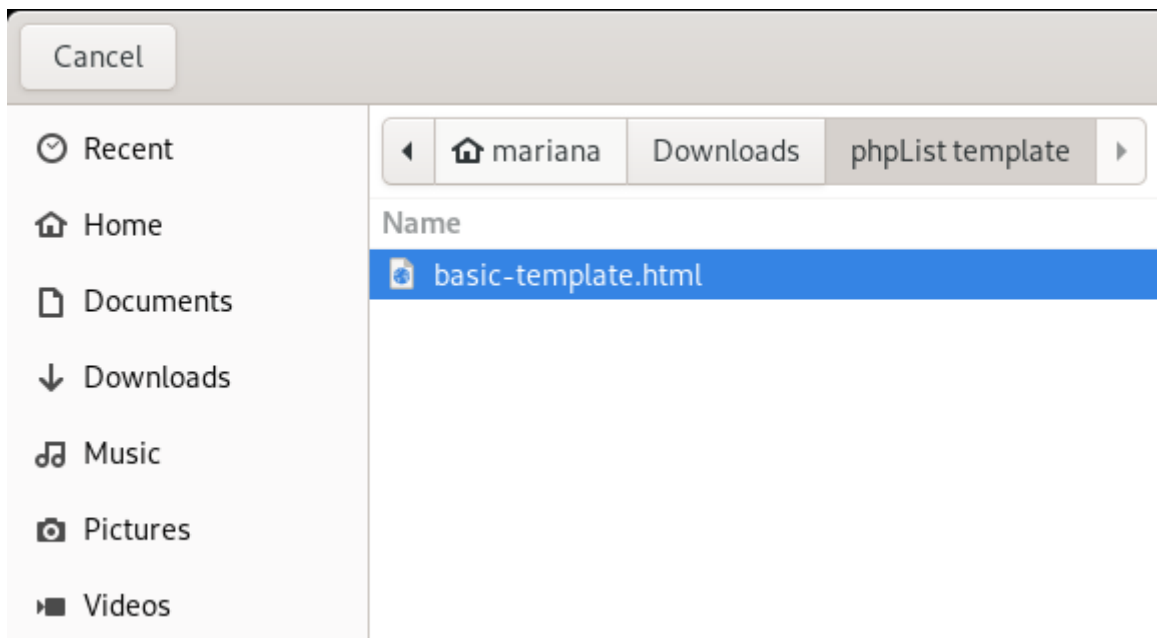 Cancel
Recent
Home
Documents
Downloads
Music
Pictures
Videos
mariana Downloads phpList template
Name
basic-template.html